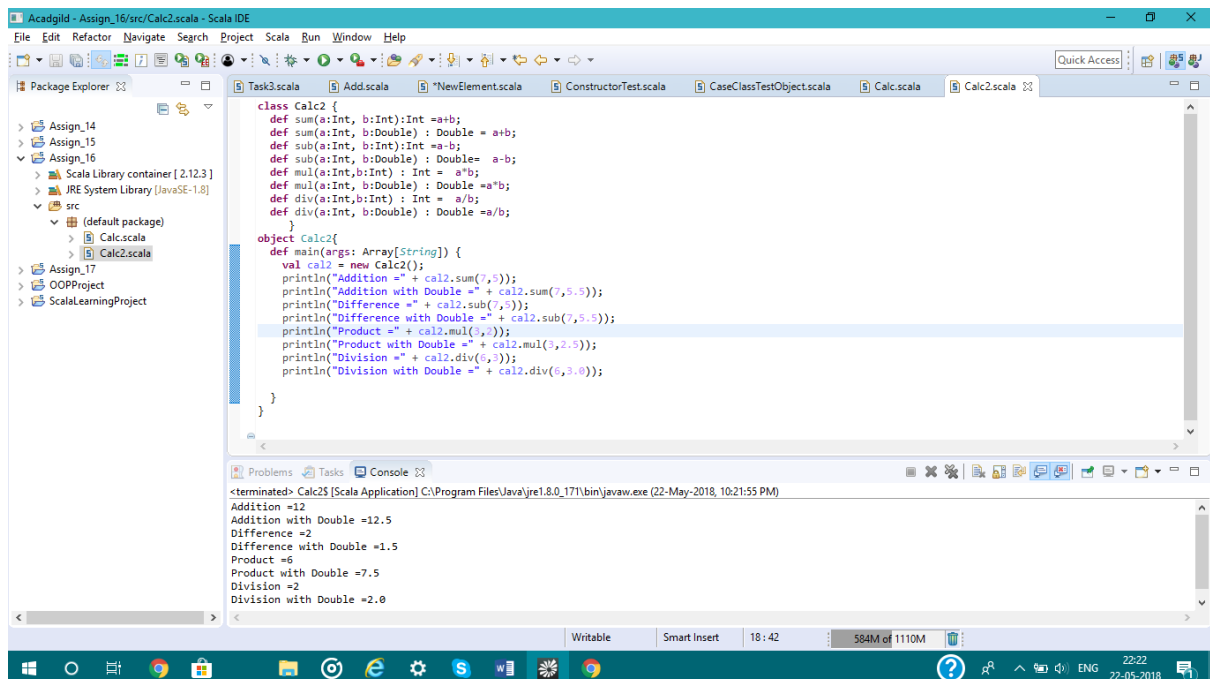 Acadgild - Assign_16/src/Calc2.scala - Scala IDE
File Edit Refactor Navigate Search Project Scala Run Window Help
Quick Access
Package Explorer
Task3.scala Add.scala *NewElement.scala ConstructorTest.scala CaseClassTestObject.scala Calc.scala Calc2.scala
Assign_14
Assign_15
Assign_16
Scala Library container [ 2.12.3 ]
JRE System Library [JavaSE-1.8]
src
(default package)
Calc.scala
Calc2.scala
Assign_17
OOPProject
ScalaLearningProject
class Calc2 {
def sum(a:Int, b:Int):Int =a+b;
def sum(a:Int, b:Double) : Double = a+b;
def sub(a:Int, b:Int):Int =a-b;
def sub(a:Int, b:Double) : Double= a-b;
def mul(a:Int,b:Int) : Int = a*b;
def mul(a:Int, b:Double) : Double =a*b;
def div(a:Int,b:Int) : Int = a/b;
def div(a:Int, b:Double) : Double =a/b;
}
object Calc2{
def main(args: Array[String]) {
val cal2 = new Calc2();
println("Addition =" + cal2.sum(7,5));
println("Addition with Double =" + cal2.sum(7,5.5));
println("Difference =" + cal2.sub(7,5));
println("Difference with Double =" + cal2.sub(7,5.5));
println("Product =" + cal2.mul(3,2));
println("Product with Double =" + cal2.mul(3,2.5));
println("Division =" + cal2.div(6,3));
println("Division with Double =" + cal2.div(6,3.0));
}
}
Problems Tasks Console
<terminated> Calc2$ [Scala Application] C:\Program Files\Java\jre1.8.0_171\bin\javaw.exe (22-May-2018, 10:21:55 PM)
Addition =12
Addition with Double =12.5
Difference =2
Difference with Double =1.5
Product =6
Product with Double =7.5
Division =2
Division with Double =2.0
Writable Smart Insert 18 : 42 584M of 1110M
ENG
22:22
22-05-2018